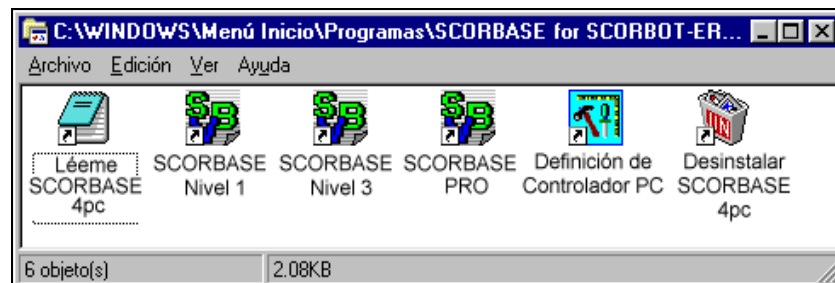 C:\WINDOWS\Menú Inicio\Programas\SCORBASE for SCORBOT-ER...
Archivo Edición Ver Ayuda
Léeme
SCORBASE
4pc
SCORBASE
Nivel 1
SCORBASE
Nivel 3
SCORBASE
PRO
Definición de
Controlador PC
Desinstalar
SCORBASE
4pc
6 objeto(s)
2.08KB